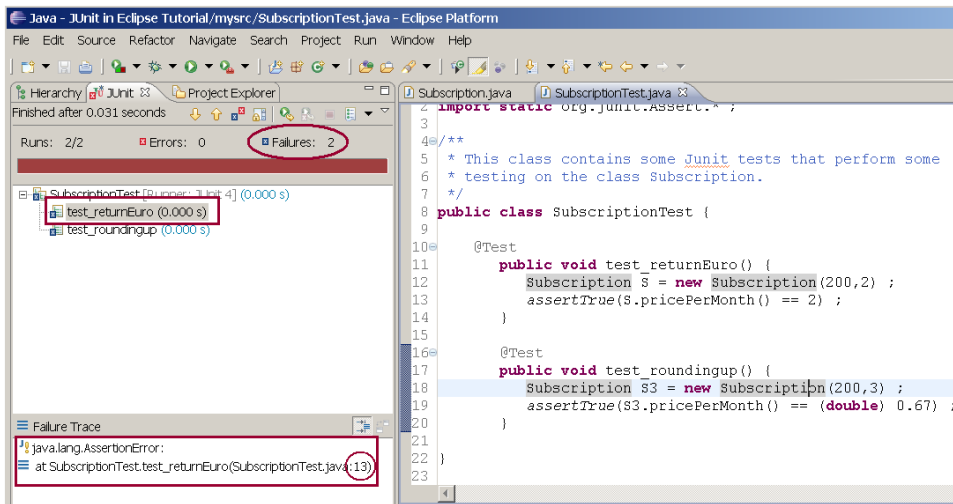 Java - JUnit in Eclipse Tutorial/mysrc/SubscriptionTest.java - Eclipse Platform
File Edit Source Refactor Navigate Search Project Run Window Help
Hierarchy JUnit Project Explorer
Finished after 0.031 seconds
Runs: 2/2 Errors: 0 Failures: 2
SubscriptionTest [Runner: JUnit 4] (0.000 s)
test_returnEuro (0.000 s)
test_roundingup (0.000 s)
Failure Trace
java.lang.AssertionError:
at SubscriptionTest.test_returnEuro(SubscriptionTest.java:13)
Subscription.java SubscriptionTest.java
2 import static org.junit.Assert.* ;
3
4 /**
5 * This class contains some Junit tests that perform some
6 * testing on the class Subscription.
7 */
8 public class SubscriptionTest {
9
10 @Test
11 public void test_returnEuro() {
12 Subscription S = new Subscription(200,2) ;
13 assertTrue(S.pricePerMonth() == 2) ;
14 }
15
16 @Test
17 public void test_roundingup() {
18 Subscription S3 = new Subscription(200,3) ;
19 assertTrue(S3.pricePerMonth() == (double) 0.67) ;
20 }
21
22 }
23